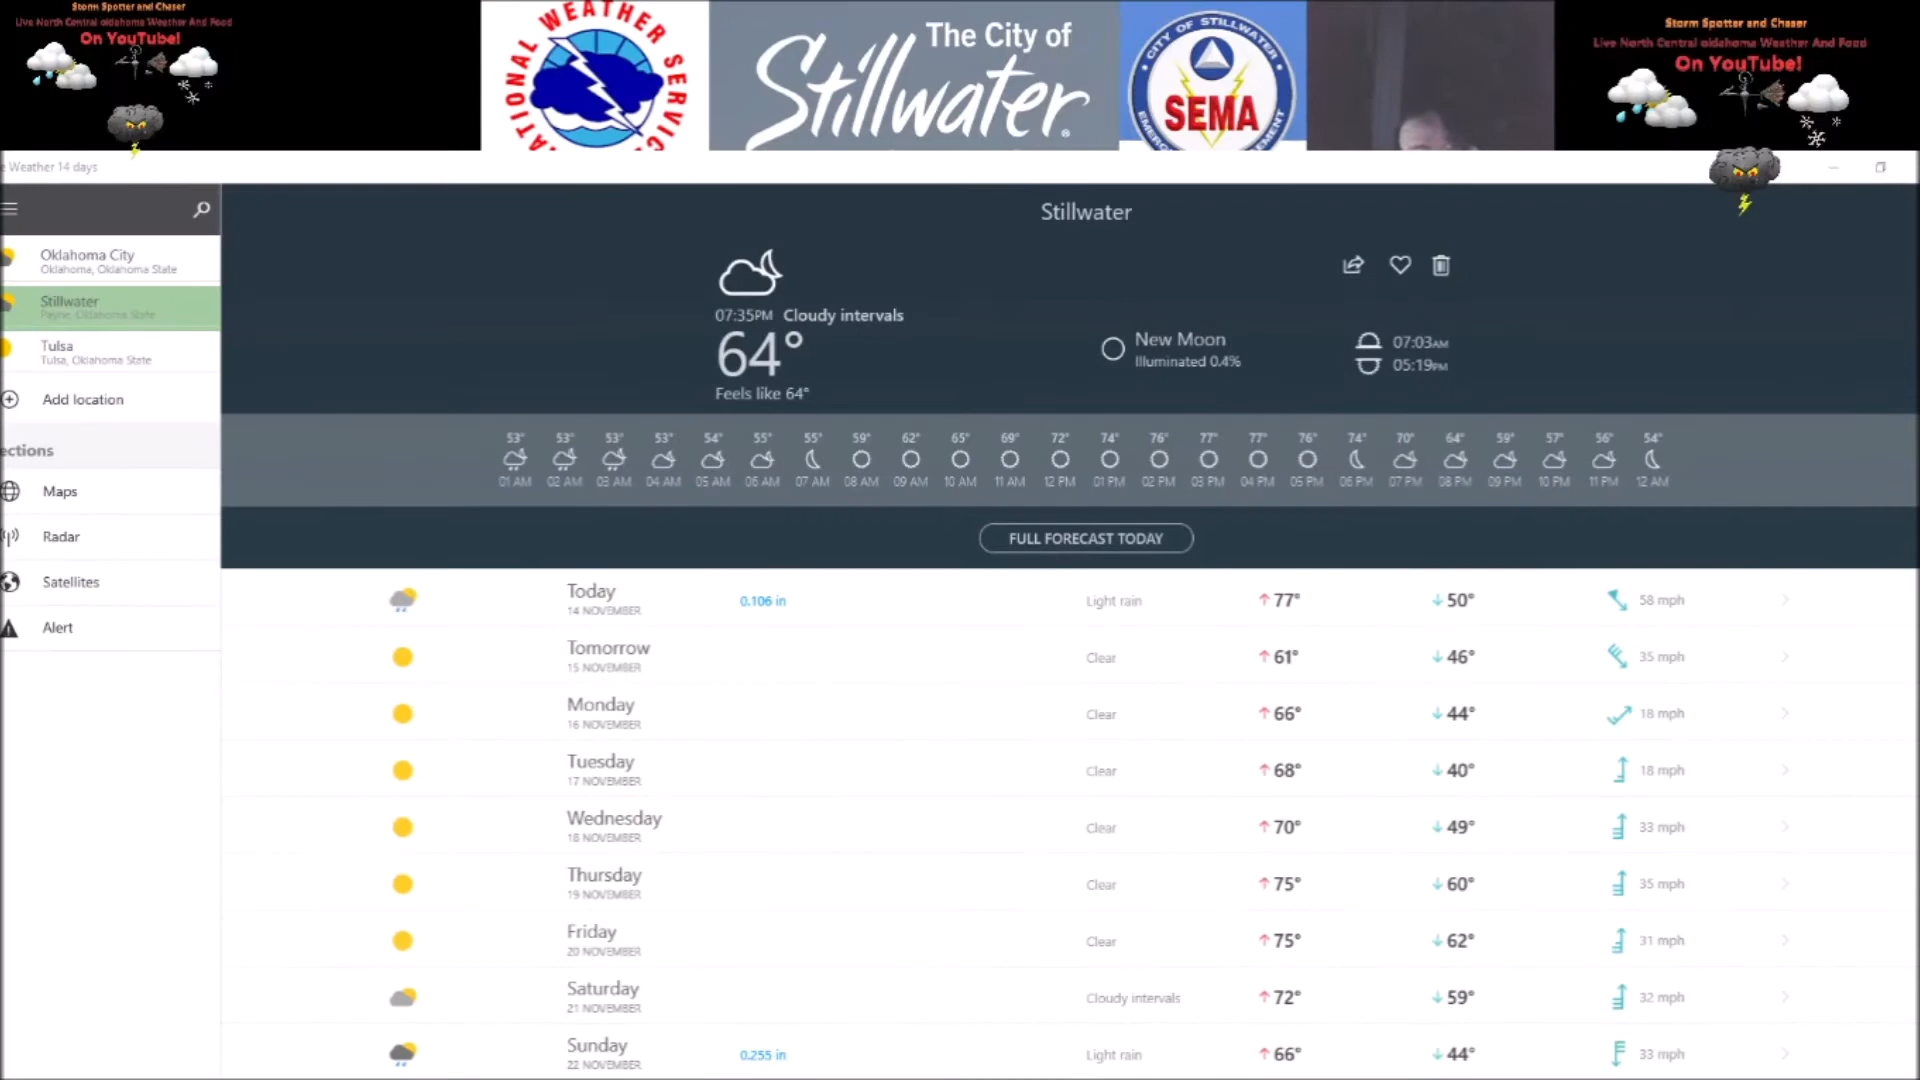 Storm Spotter and Chaser
Live North Central oklahoma Weather And Food
On YouTube!
NATIONAL WEATHER SERVICE
The City of
Stillwater
CITY OF STILLWATER
SEMA
Storm Spotter and Chaser
Live North Central oklahoma Weather And Food
On YouTube!
e Weather 14 days
Oklahoma City
Oklahoma, Oklahoma State
Stillwater
Payne, Oklahoma State
Tulsa
Tulsa, Oklahoma State
Add location
ections
Maps
Radar
Satellites
Alert
Stillwater
07:35PM Cloudy intervals
64°
Feels like 64°
New Moon
Illuminated 0.4%
07:03AM
05:19PM
53° 53° 53° 53° 54° 55° 55° 59° 62° 65° 69° 72° 74° 76° 77° 77° 76° 74° 70° 64° 59° 57° 56° 54°
01 AM 02 AM 03 AM 04 AM 05 AM 06 AM 07 AM 08 AM 09 AM 10 AM 11 AM 12 PM 01 PM 02 PM 03 PM 04 PM 05 PM 06 PM 07 PM 08 PM 09 PM 10 PM 11 PM 12 AM
FULL FORECAST TODAY
Today
14 NOVEMBER
0.106 in Light rain 77° 50° 58 mph
Tomorrow
15 NOVEMBER
Clear 61° 46° 35 mph
Monday
16 NOVEMBER
Clear 66° 44° 18 mph
Tuesday
17 NOVEMBER
Clear 68° 40° 18 mph
Wednesday
18 NOVEMBER
Clear 70° 49° 33 mph
Thursday
19 NOVEMBER
Clear 75° 60° 35 mph
Friday
20 NOVEMBER
Clear 75° 62° 31 mph
Saturday
21 NOVEMBER
Cloudy intervals 72° 59° 32 mph
Sunday
22 NOVEMBER
0.255 in Light rain 66° 44° 33 mph